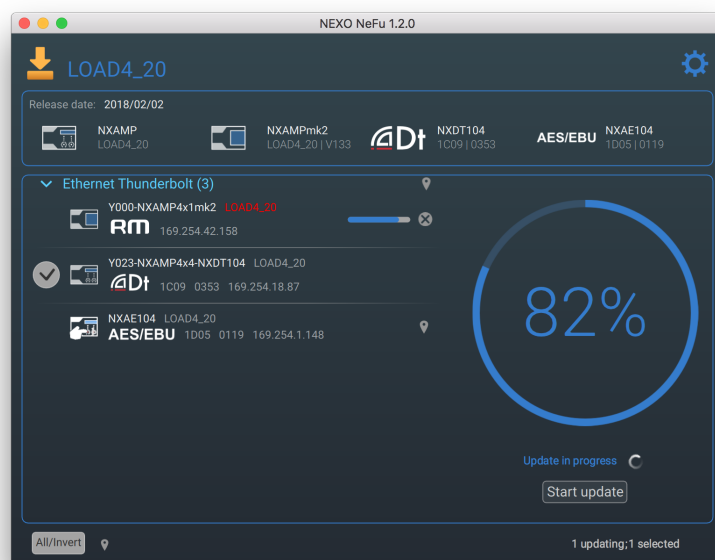 NEXO NeFu 1.2.0
LOAD4_20
Release date: 2018/02/02
NXAMP
LOAD4_20
NXAMPmk2
LOAD4_20 | V133
Dt
NXDT104
1C09 | 0353
AES/EBU
NXAE104
1D05 | 0119
Ethernet Thunderbolt (3)
Y000-NXAMP4x1mk2 LOAD4_20
RM 169.254.42.158
Y023-NXAMP4x4-NXDT104 LOAD4_20
Dt 1C09 0353 169.254.18.87
NXAE104 LOAD4_20
AES/EBU 1D05 0119 169.254.1.148
82%
Update in progress
Start update
All/Invert
1 updating;1 selected